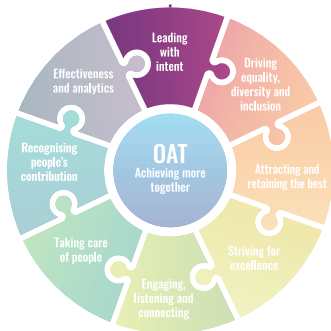 Leading
with
intent
Driving
equality,
diversity and
inclusion
Attracting and
retaining the best
Striving for
excellence
Engaging,
listening and
connecting
Taking care
of people
Recognising
people's
contribution
Effectiveness
and analytics
OAT
Achieving more
together